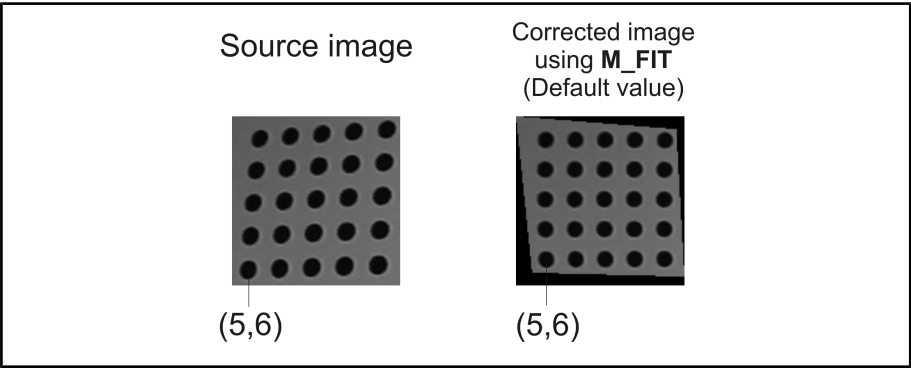 Source image
Corrected image
using M_FIT
(Default value)
(5,6)
(5,6)